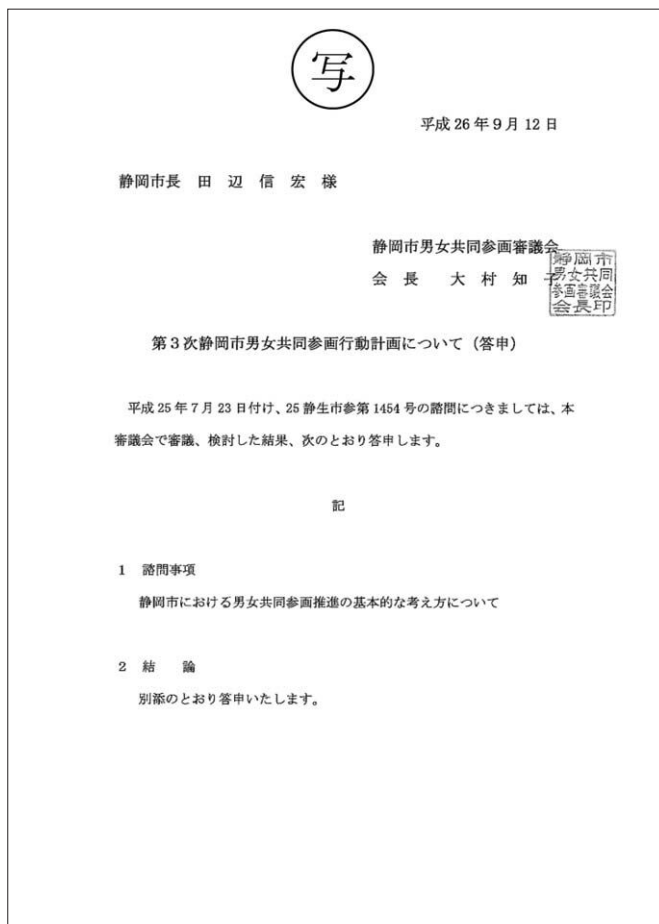 写
平成26年9月12日
静岡市長 田 辺 信 宏 様
静岡市男女共同参画審議会
会 長 大 村 知 子
静岡市
男女共同
参画審議会
会長印
第3次静岡市男女共同参画行動計画について（答申）
平成25年7月23日付け、25静生市参第1454号の諮問につきましては、本
審議会で審議、検討した結果、次のとおり答申します。
記
1 諮問事項
静岡市における男女共同参画推進の基本的な考え方について
2 結 論
別添のとおり答申いたします。